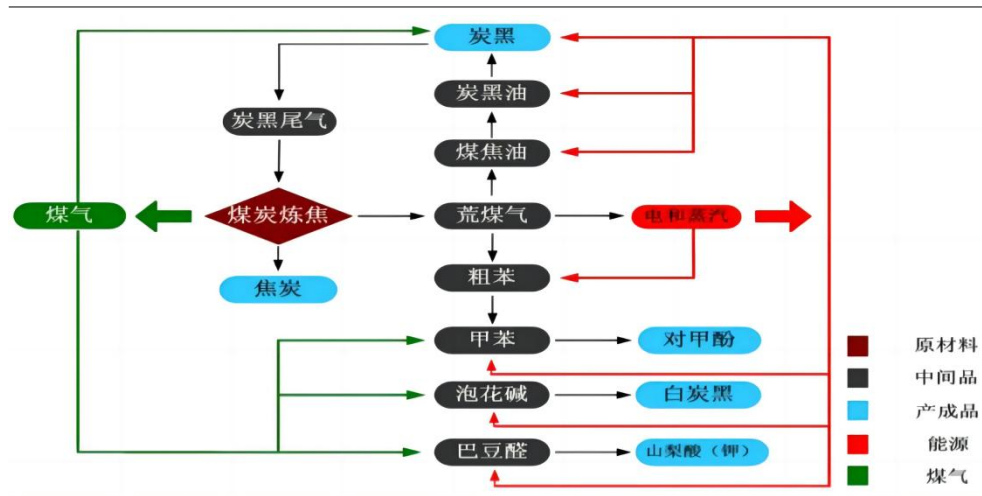 炭黑
炭黑油
炭黑尾气
煤焦油
煤气
煤炭炼焦
荒煤气
电和蒸汽
焦炭
粗苯
甲苯
对甲酚
泡花碱
白炭黑
巴豆醛
山梨酸（钾）
原材料
中间品
产成品
能源
煤气